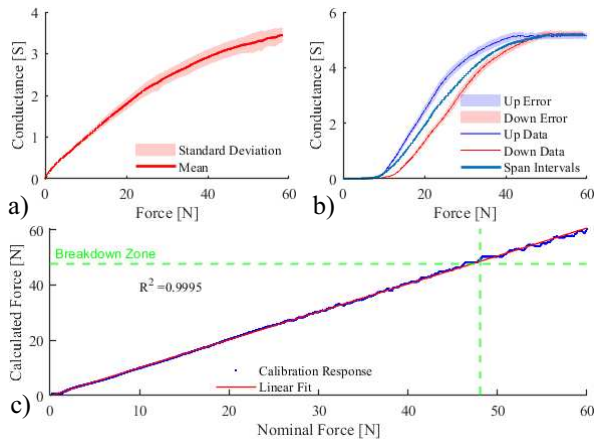 4
3
2
1
0
0
20
40
60
Conductance [S]
Force [N]
Standard Deviation
Mean
a)
6
4
2
0
0
20
40
60
Conductance [S]
Force [N]
Up Error
Down Error
Up Data
Down Data
Span Intervals
b)
60
40
20
0
0
10
20
30
40
50
60
Calculated Force [N]
Nominal Force [N]
Breakdown Zone
R² =0.9995
Calibration Response
Linear Fit
c)